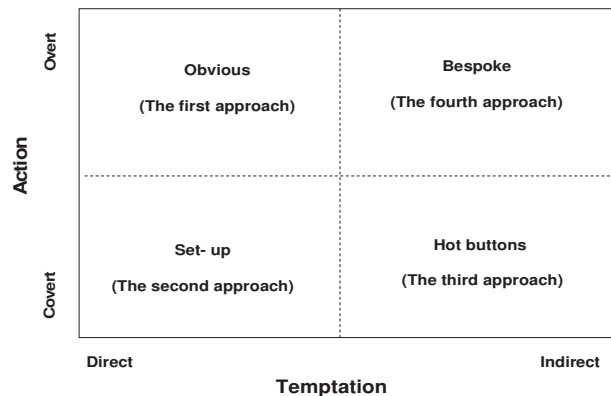 Overt
Action
Covert
Obvious
(The first approach)
Bespoke
(The fourth approach)
Set- up
(The second approach)
Hot buttons
(The third approach)
Direct
Indirect
Temptation